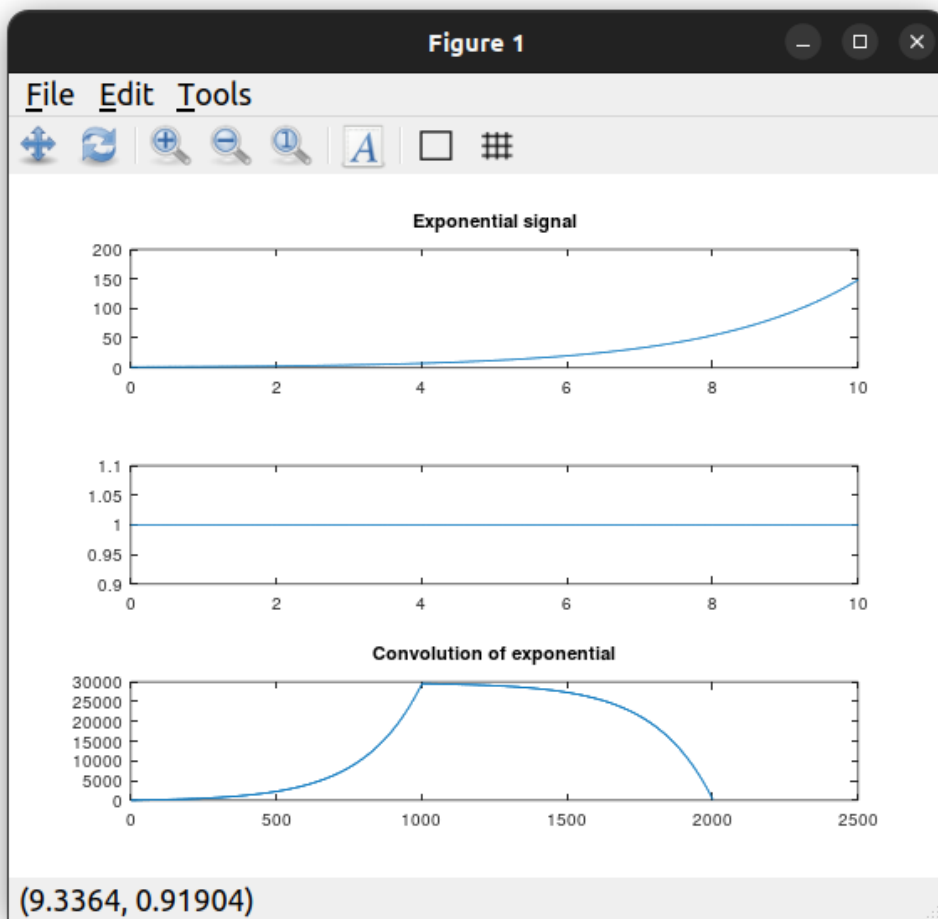 Figure 1
File Edit Tools
1 A
Exponential signal
200
150
100
50
0
0 2 4 6 8 10
1.1
1.05
1
0.95
0.9
0 2 4 6 8 10
Convolution of exponential
30000
25000
20000
15000
10000
5000
0
0 500 1000 1500 2000 2500
(9.3364, 0.91904)